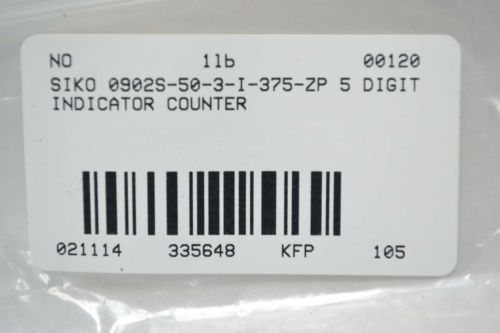 NO 1lb 00120
SIKO 0902S-50-3-I-375-ZP 5 DIGIT
INDICATOR COUNTER
021114 335648 KFP 105